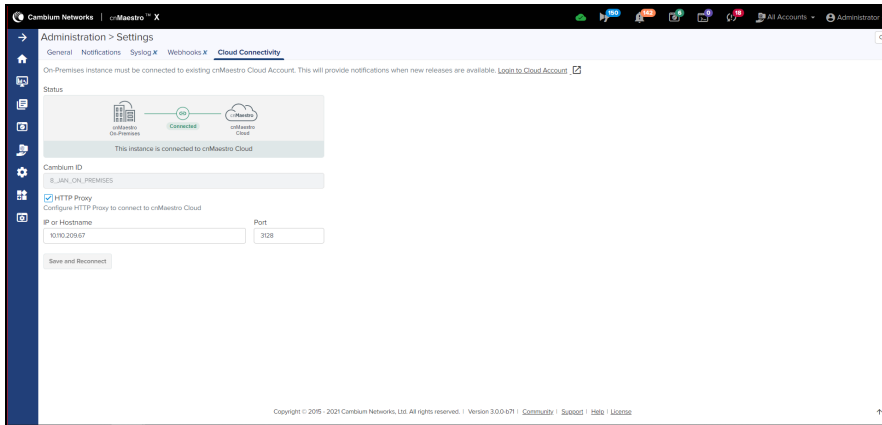 Cambium Networks | cnMaestro™ X
150 142 6 0 18 All Accounts Administrator
Administration > Settings
General Notifications Syslog X Webhooks X Cloud Connectivity
On-Premises instance must be connected to existing cnMaestro Cloud Account. This will provide notifications when new releases are available. Login to Cloud Account
Status
cnMaestro
Connected
cnMaestro On-Premises
cnMaestro Cloud
This instance is connected to cnMaestro Cloud
Cambium ID
8_JAN_ON_PREMISES
HTTP Proxy
Configure HTTP Proxy to connect to cnMaestro Cloud
IP or Hostname Port
10.110.209.67 3128
Save and Reconnect
Copyright © 2015 - 2021 Cambium Networks, Ltd. All rights reserved. | Version 3.0.0-b71 | Community | Support | Help | License